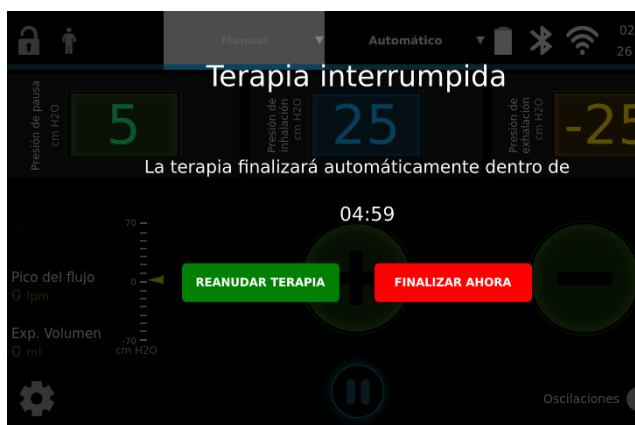 Manual
Automático
02
26
Terapia interrumpida
Presión de pausa
cm H2O
5
Presión de
inhalación
cm H2O
25
Presión de
exhalación
cm H2O
-25
La terapia finalizará automáticamente dentro de
04:59
70
Pico del flujo
0 lpm
0
REANUDAR TERAPIA
FINALIZAR AHORA
Exp. Volumen
0 ml
-70
cm H2O
Oscilaciones